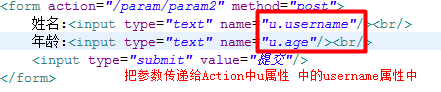 <form action="/param/param2" method="post">
姓名:<input type="text" name="u.username"/><br/>
年龄:<input type="text" name="u.age"/><br/>
<input type="submit" value="提交"/>
</form>
把参数传递给Action中u属性 中的username属性中